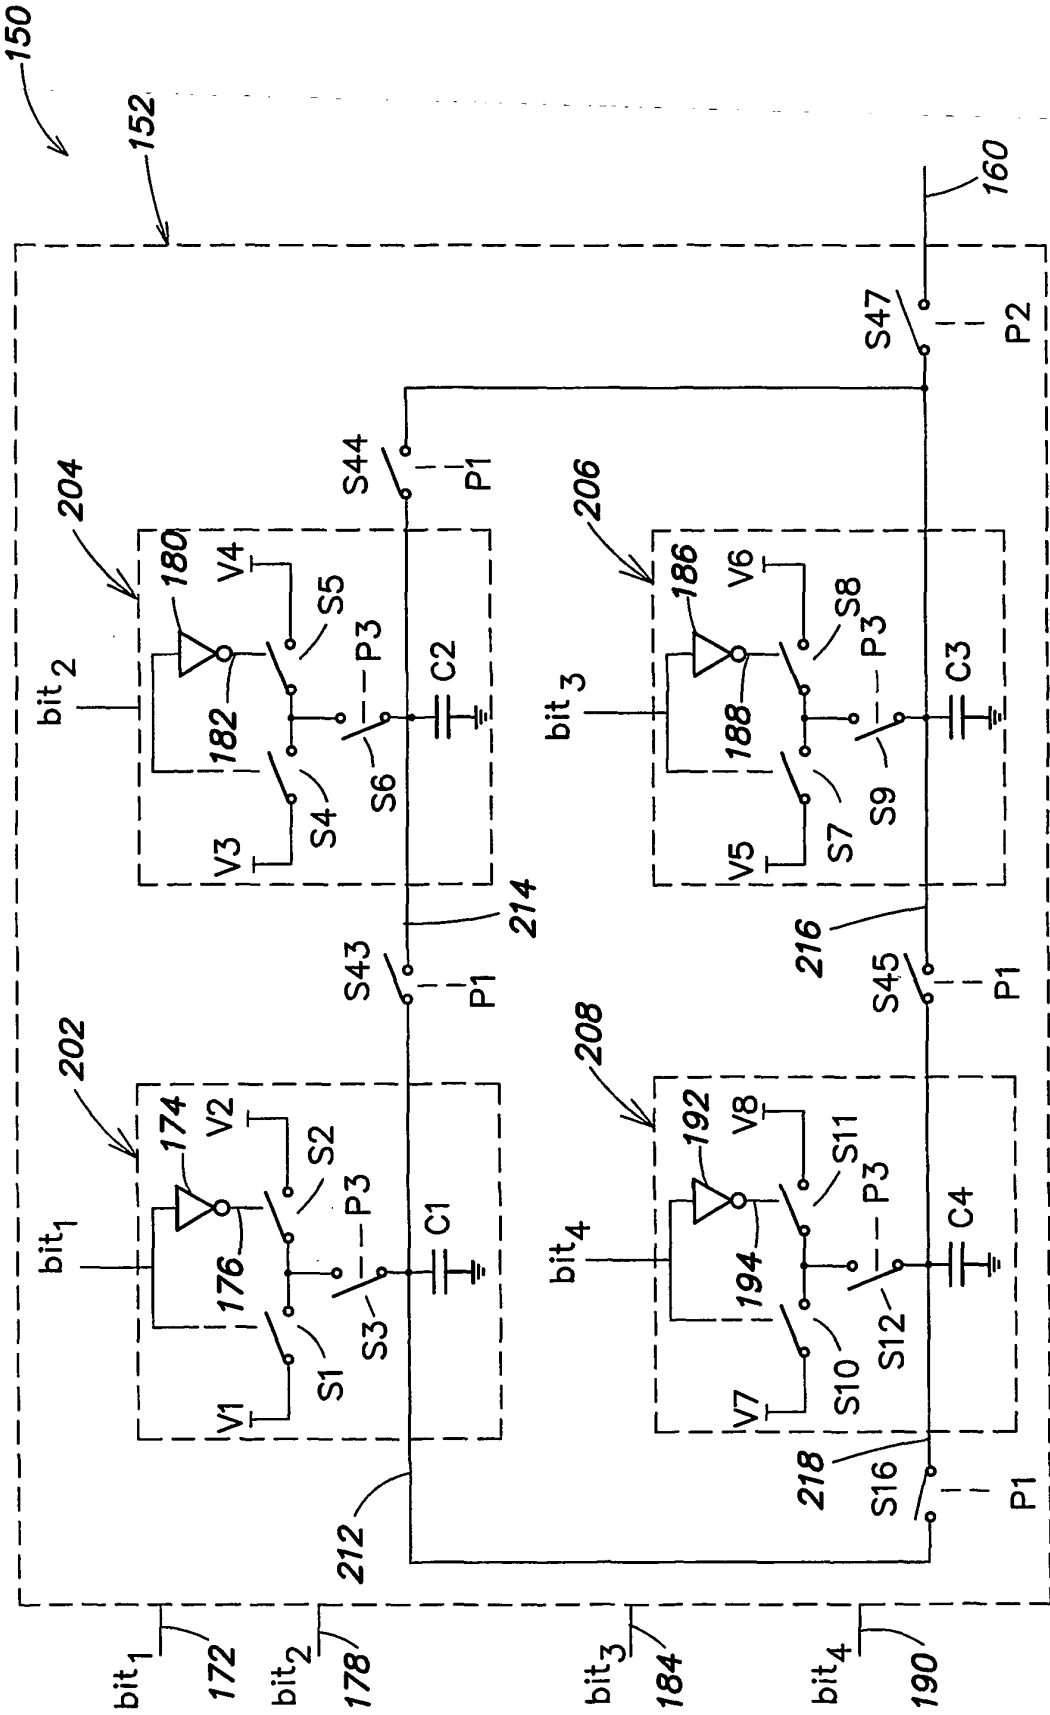 150
152
bit1
172
bit2
178
bit3
184
bit4
190
202
bit1
174
176
V1
V2
S1
S2
S3
P3
C1
212
S43
P1
214
204
bit2
180
182
V3
V4
S4
S5
S6
P3
C2
S44
P1
208
bit4
192
194
V7
V8
S10
S11
S12
P3
C4
218
S16
P1
S45
P1
216
206
bit3
186
188
V5
V6
S7
S8
S9
P3
C3
S47
P2
160